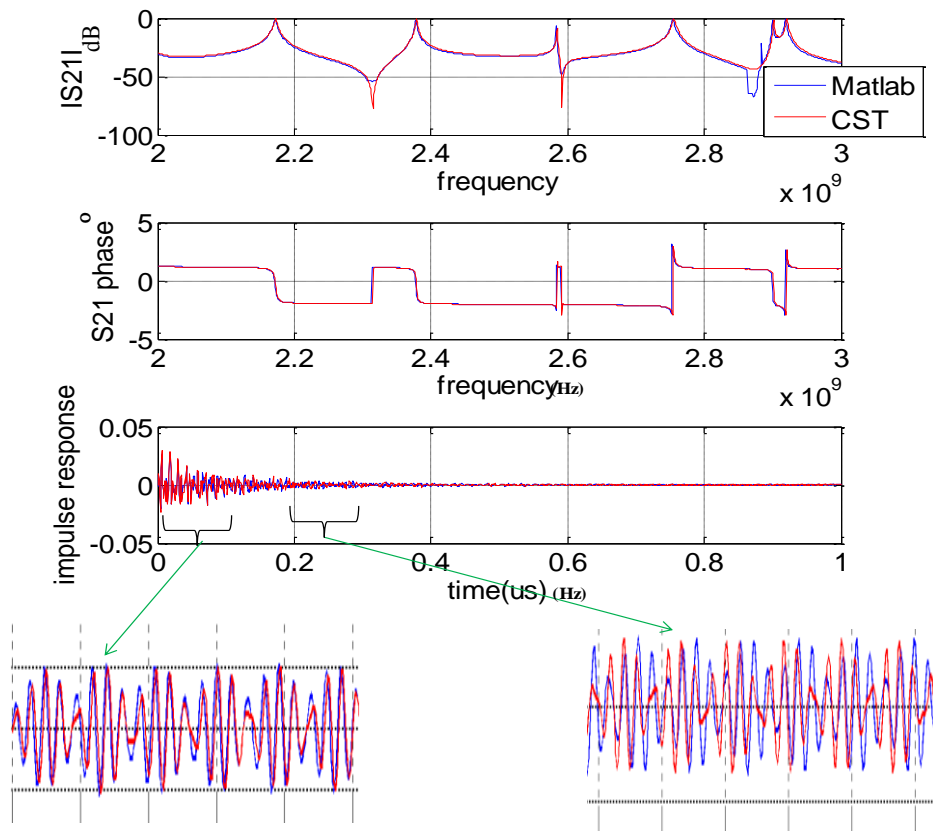 0
-50
-100
|S21|dB
2
2.2
2.4
2.6
2.8
3
frequency
x 10^9
Matlab
CST
5
0
-5
S21 phase°
2
2.2
2.4
2.6
2.8
3
frequency(Hz)
x 10^9
0.05
0
-0.05
impulse response
0
0.2
0.4
0.6
0.8
1
time(us) (Hz)